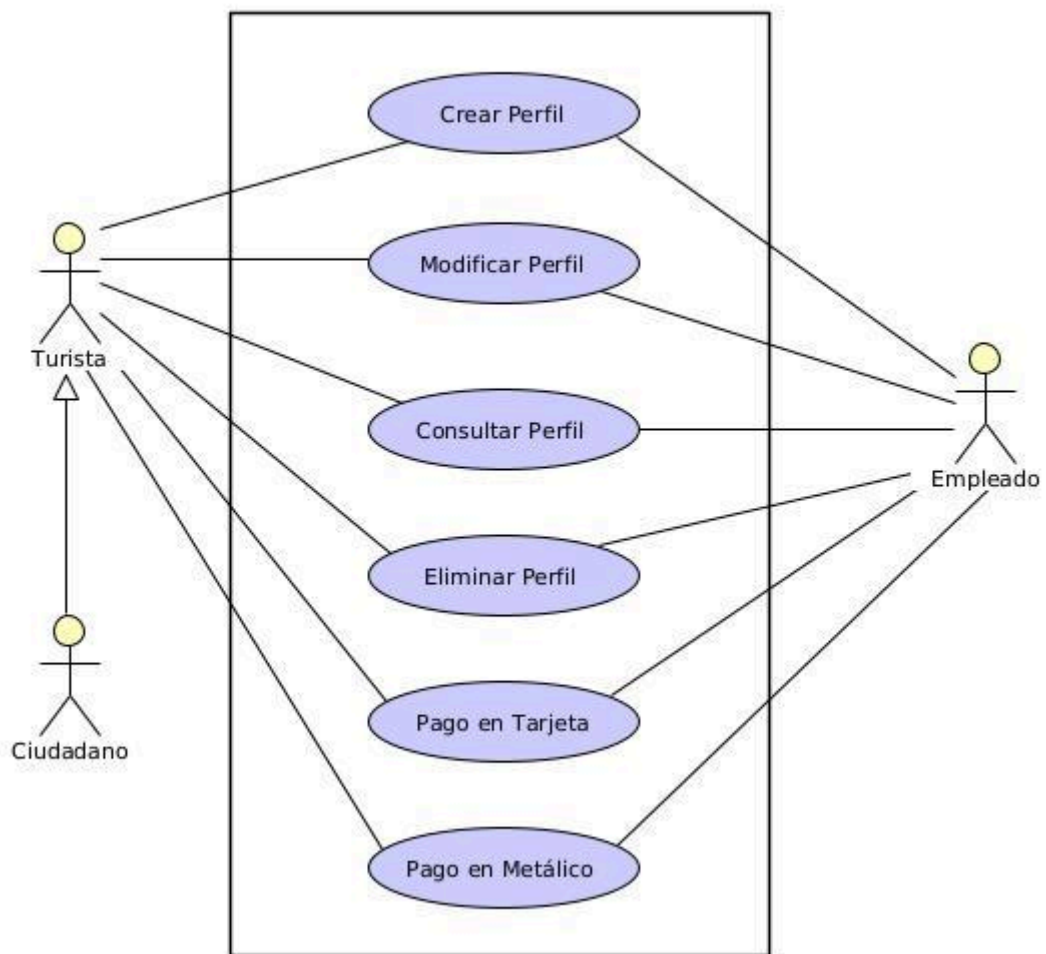 Crear Perfil
Modificar Perfil
Turista
Consultar Perfil
Empleado
Eliminar Perfil
Pago en Tarjeta
Ciudadano
Pago en Metálico